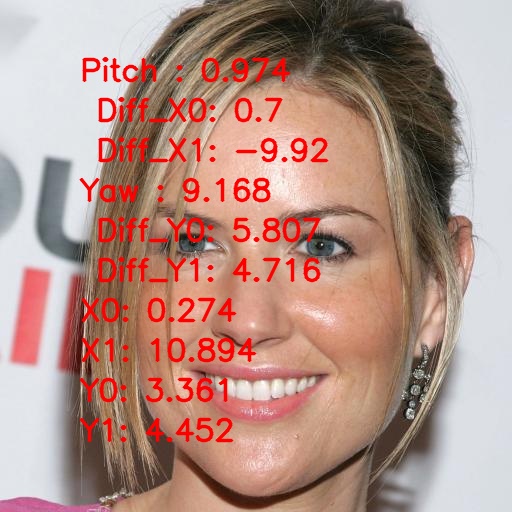 Pitch : 0.974
Diff_X0: 0.7
Diff_X1: -9.92
Yaw : 9.168
Diff_Y0: 5.807
Diff_Y1: 4.716
X0: 0.274
X1: 10.894
Y0: 3.361
Y1: 4.452